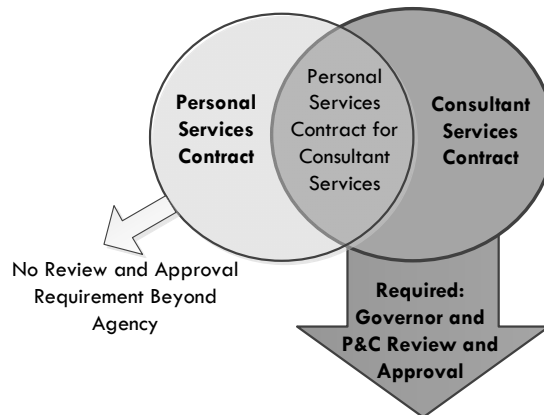 Personal
Services
Contract
Personal
Services
Contract for
Consultant
Services
Consultant
Services
Contract
No Review and Approval
Requirement Beyond
Agency
Required:
Governor and
P&C Review and
Approval